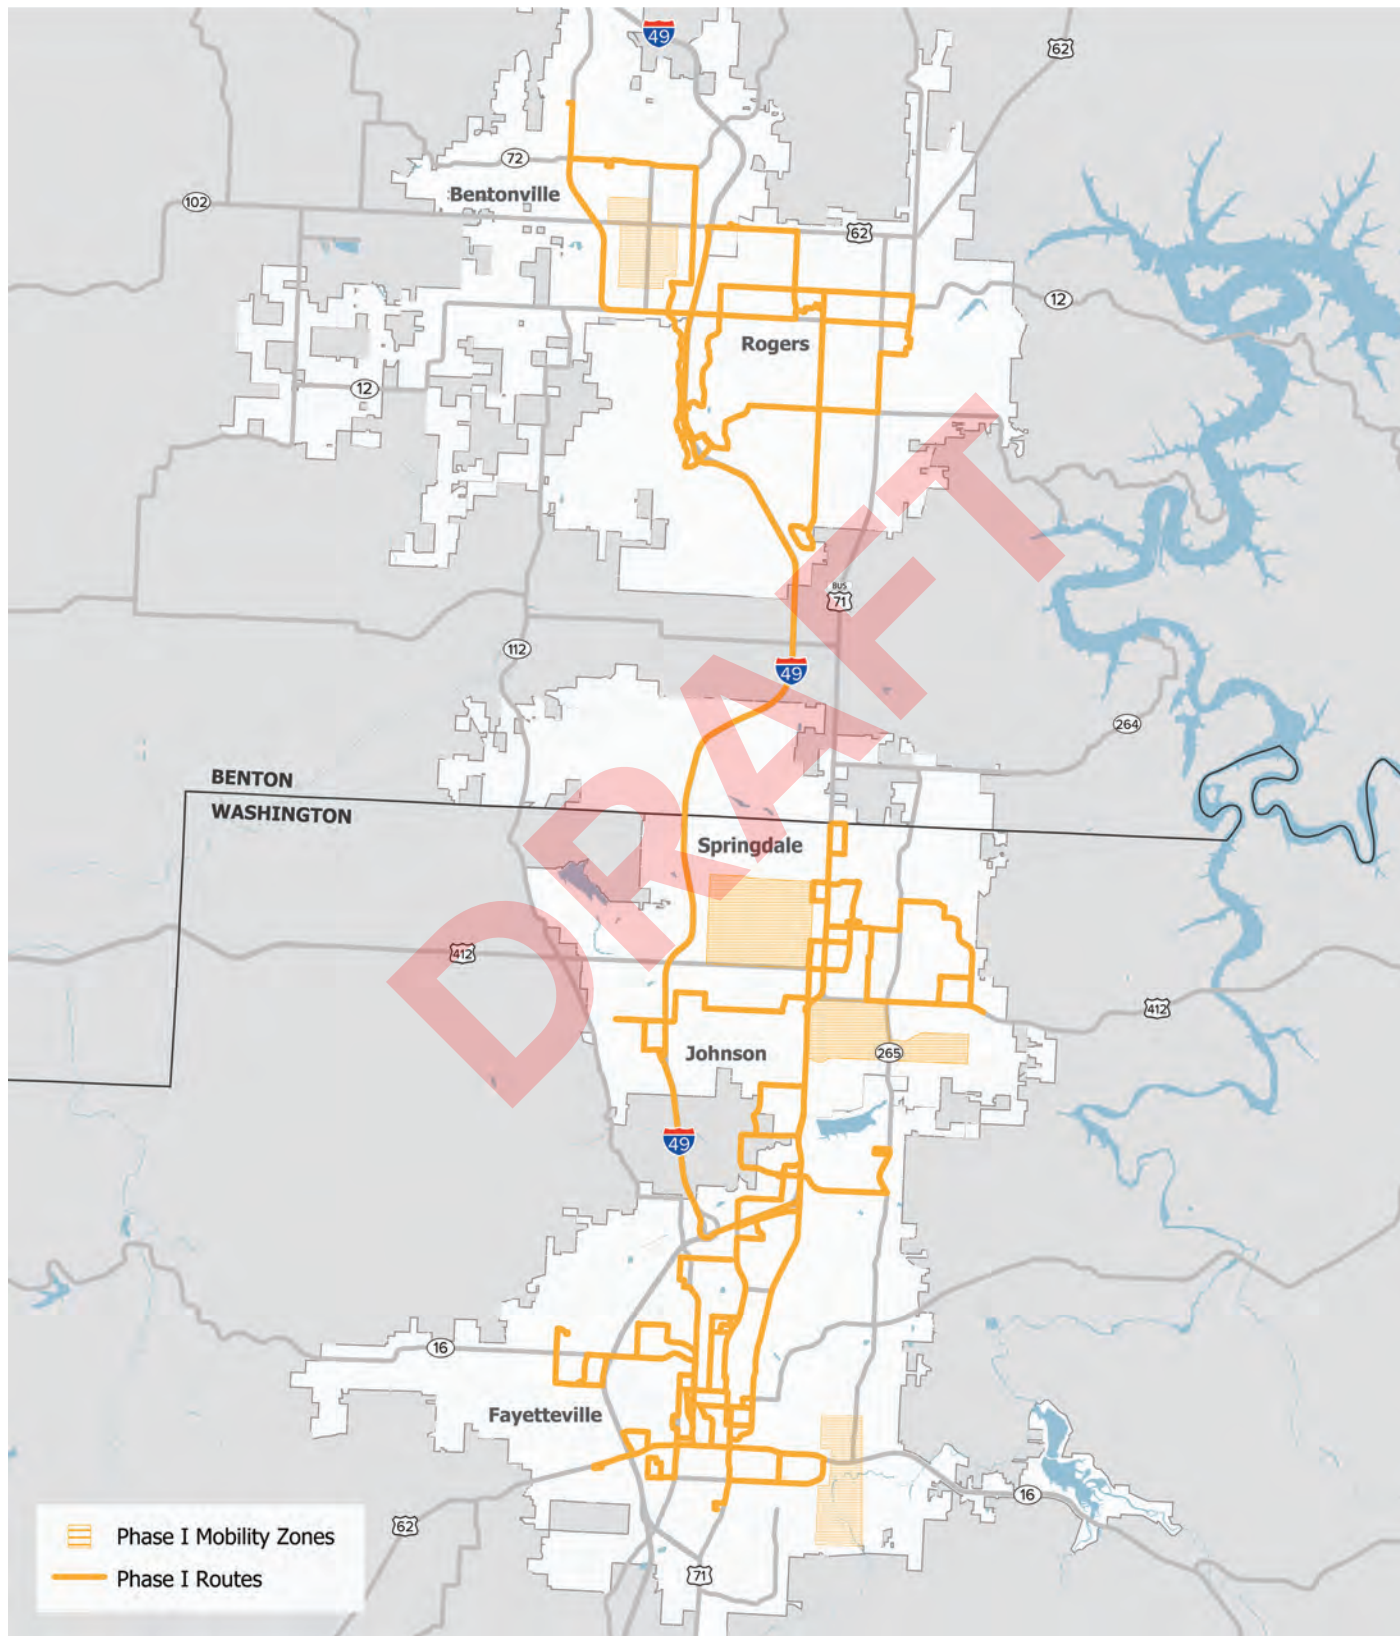 49
62
72
Bentonville
102
62
12
Rogers
12
BUS
71
112
49
264
BENTON
WASHINGTON
Springdale
412
412
Johnson
265
49
16
Fayetteville
16
62
71
Phase I Mobility Zones
Phase I Routes
DRAFT